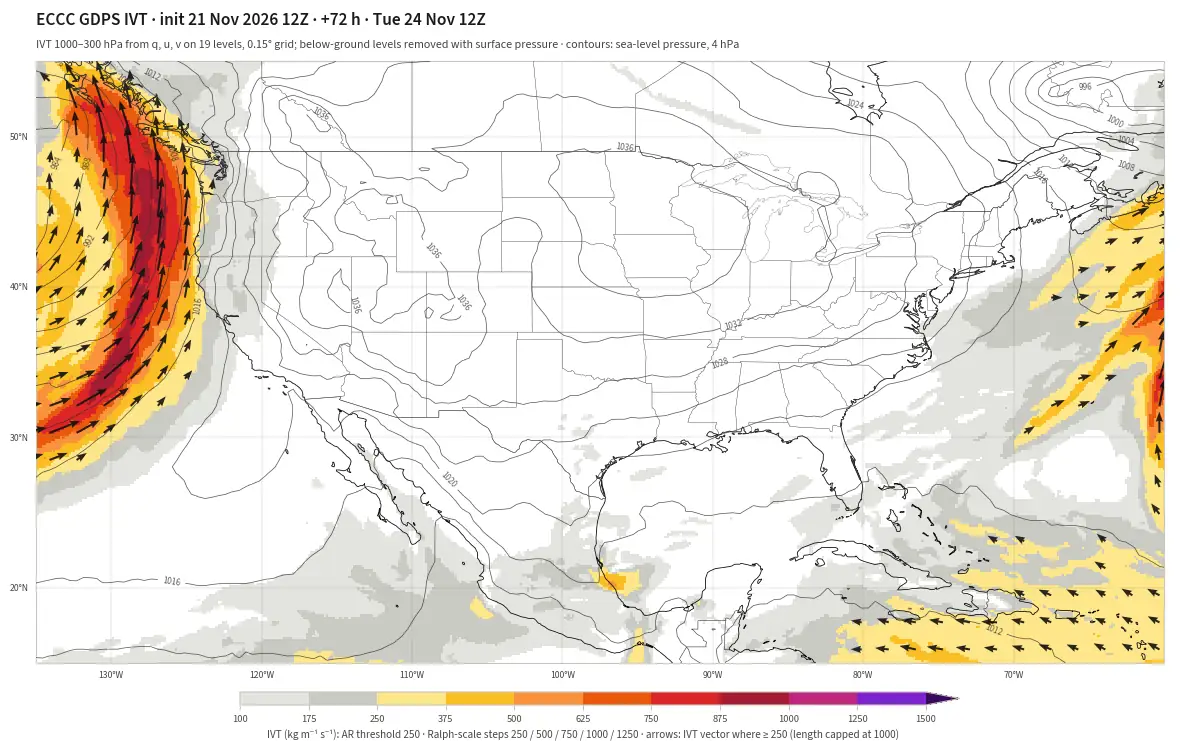 ECCC GDPS IVT · init 21 Nov 2026 12Z · +72 h · Tue 24 Nov 12Z
IVT 1000–300 hPa from q, u, v on 19 levels, 0.15° grid; below-ground levels removed with surface pressure · contours: sea-level pressure, 4 hPa
1012
996
1024
1036
1000
50°N
1004
1036
1008
992
1036
1036
1036
40°N
1016
1032
1028
30°N
1020
1016
20°N
1012
130°W 120°W 110°W 100°W 90°W 80°W 70°W
100 175 250 375 500 625 750 875 1000 1250 1500
IVT (kg m⁻¹ s⁻¹): AR threshold 250 · Ralph-scale steps 250 / 500 / 750 / 1000 / 1250 · arrows: IVT vector where ≥ 250 (length capped at 1000)